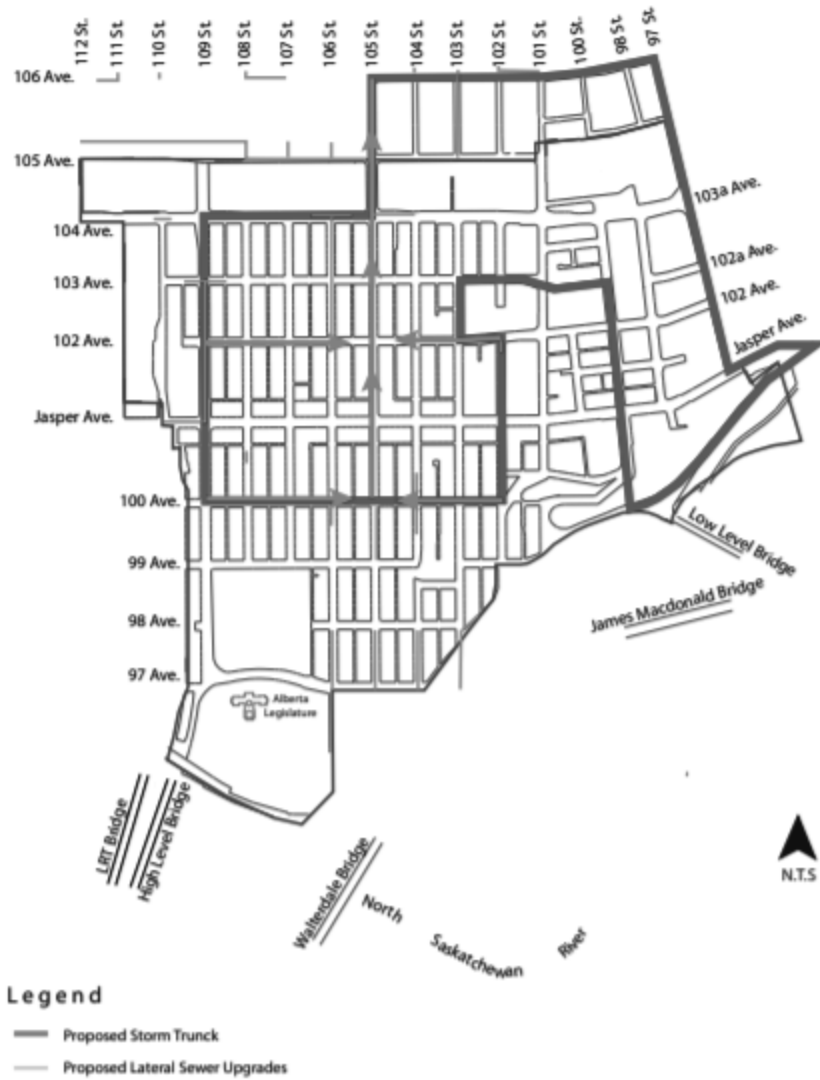 112 St.
111 St.
110 St.
109 St.
108 St.
107 St.
106 St.
105 St.
104 St.
103 St.
102 St.
101 St.
100 St.
98 St.
97 St.
106 Ave.
105 Ave.
104 Ave.
103 Ave.
102 Ave.
Jasper Ave.
100 Ave.
99 Ave.
98 Ave.
97 Ave.
103a Ave.
102a Ave.
102 Ave.
Jasper Ave.
Low Level Bridge
James Macdonald Bridge
Alberta
Legislature
LRT Bridge
High Level Bridge
Walterdale Bridge
North
Saskatchewan
River
N.T.S
Legend
Proposed Storm Trunck
Proposed Lateral Sewer Upgrades